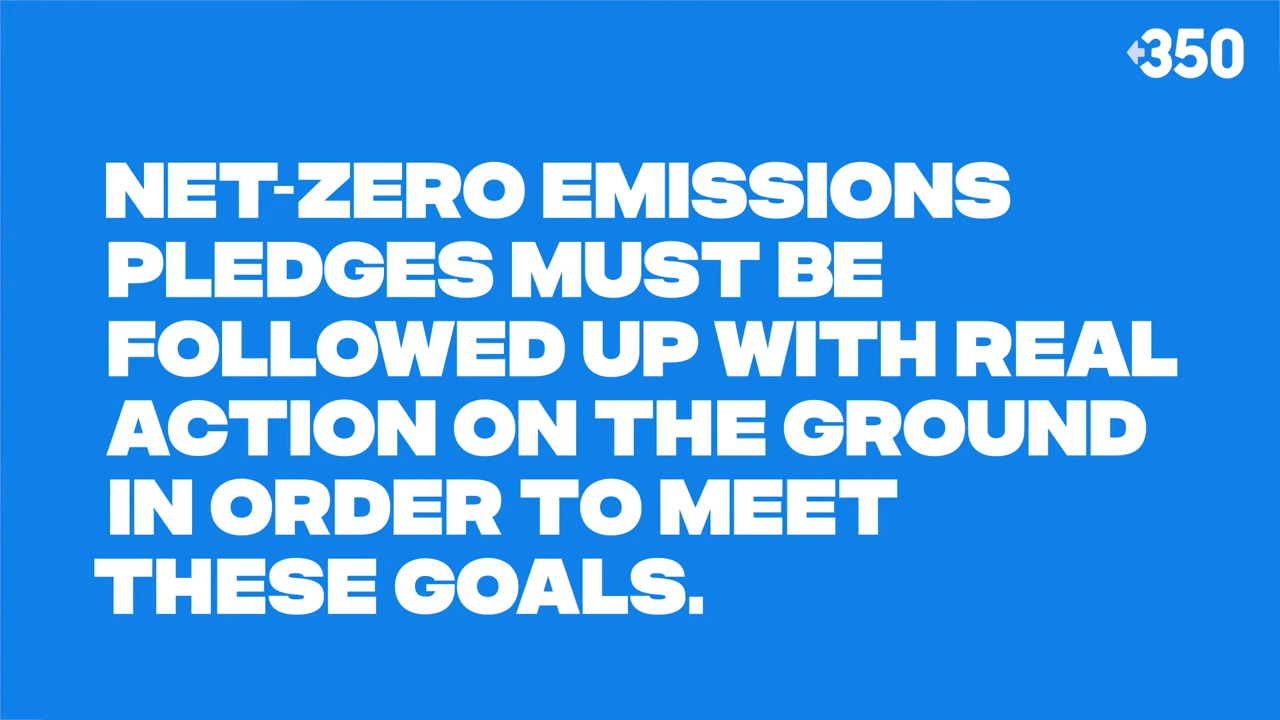 350
NET-ZERO EMISSIONS
PLEDGES MUST BE
FOLLOWED UP WITH REAL
ACTION ON THE GROUND
IN ORDER TO MEET
THESE GOALS.